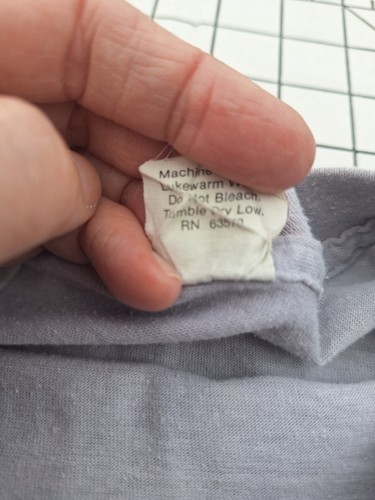 Machine
Lukewarm
Do Not Bleach,
Tumble Dry Low,
RN